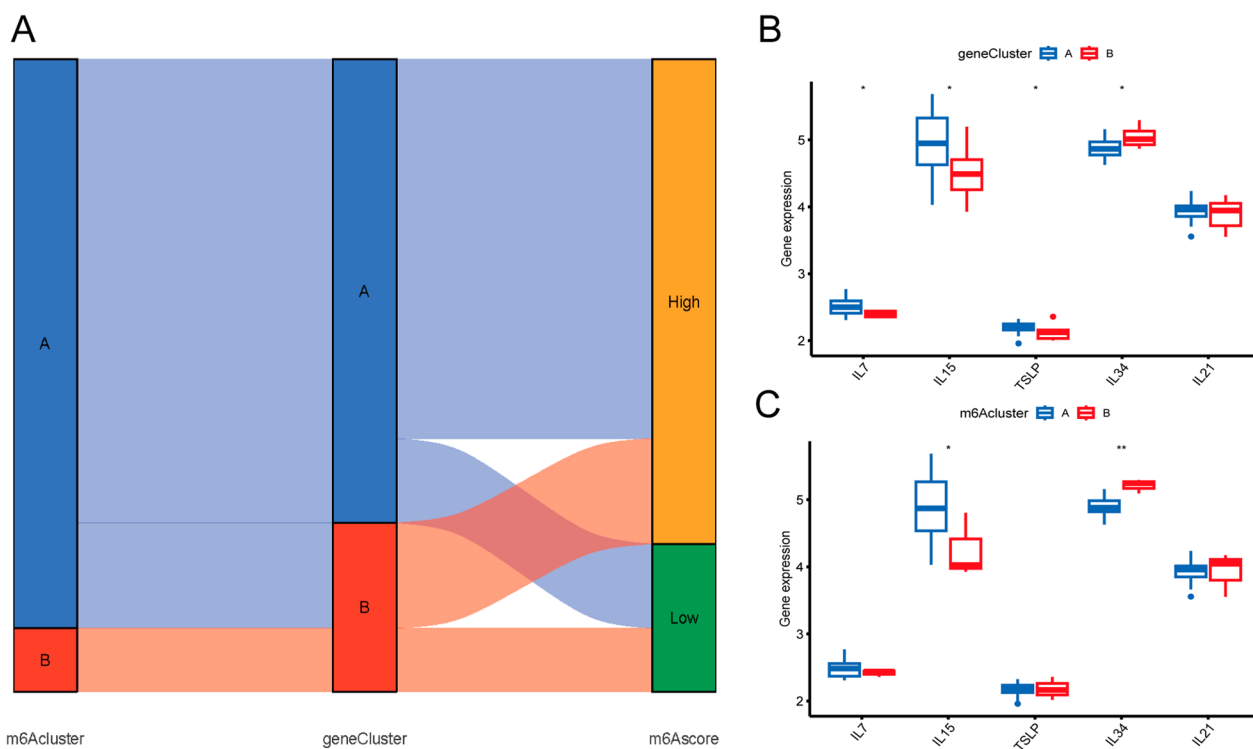 A
A
B
m6Acluster
A
B
geneCluster
High
Low
m6Ascore
B
geneCluster A B
* * * *
Gene expression
5
4
3
2
IL7 IL15 TSLP IL34 IL21
C
m6Acluster A B
* **
Gene expression
5
4
3
2
IL7 IL15 TSLP IL34 IL21